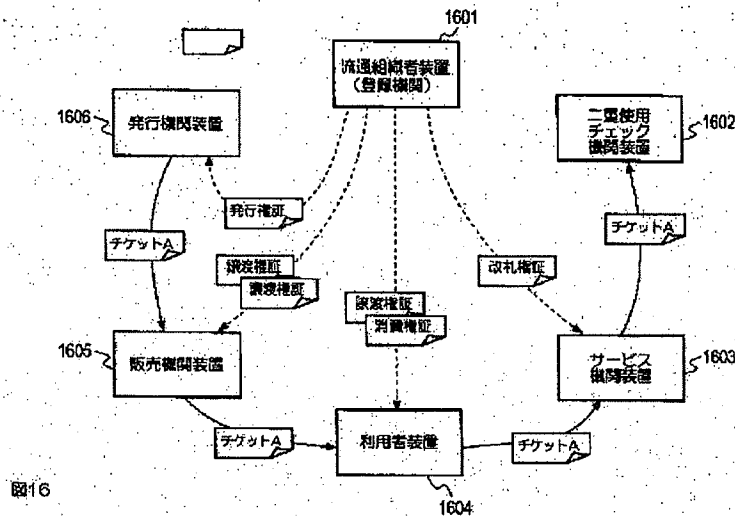 1601
流通組織者装置
(登録機関)
1606
発行機関装置
二重使用
チェック
機関装置
1602
発行権証
チケットA
チケットA
譲渡権証
譲渡権証
改札権証
譲渡権証
消費権証
1605
販売機関装置
サービス
機関装置
1603
チケットA
利用者装置
チケットA
1604
図16